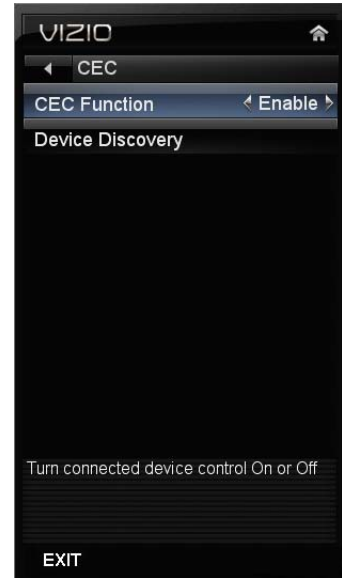 VIZIO
CEC
CEC Function Enable
Device Discovery
Turn connected device control On or Off
EXIT